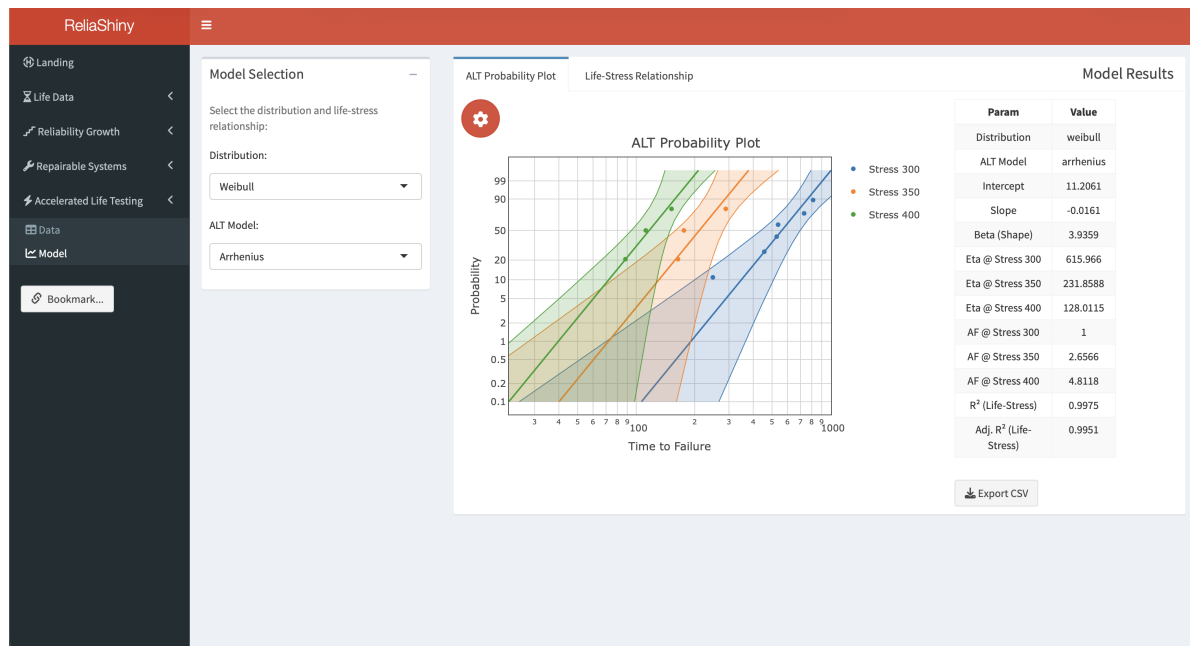 ReliaShiny
Landing
Life Data
Reliability Growth
Repairable Systems
Accelerated Life Testing
Data
Model
Bookmark...
Model Selection
Select the distribution and life-stress
relationship:
Distribution:
Weibull
ALT Model:
Arrhenius
ALT Probability Plot
Life-Stress Relationship
Model Results
ALT Probability Plot
Probability
99
90
50
20
10
5
2
1
0.5
0.2
0.1
3 4 5 6 7 8 9 100 2 3 4 5 6 7 8 9 1000
Time to Failure
Stress 300
Stress 350
Stress 400
Param Value
Distribution weibull
ALT Model arrhenius
Intercept 11.2061
Slope -0.0161
Beta (Shape) 3.9359
Eta @ Stress 300 615.966
Eta @ Stress 350 231.8588
Eta @ Stress 400 128.0115
AF @ Stress 300 1
AF @ Stress 350 2.6566
AF @ Stress 400 4.8118
R² (Life-Stress) 0.9975
Adj. R² (Life- 0.9951
Stress)
Export CSV